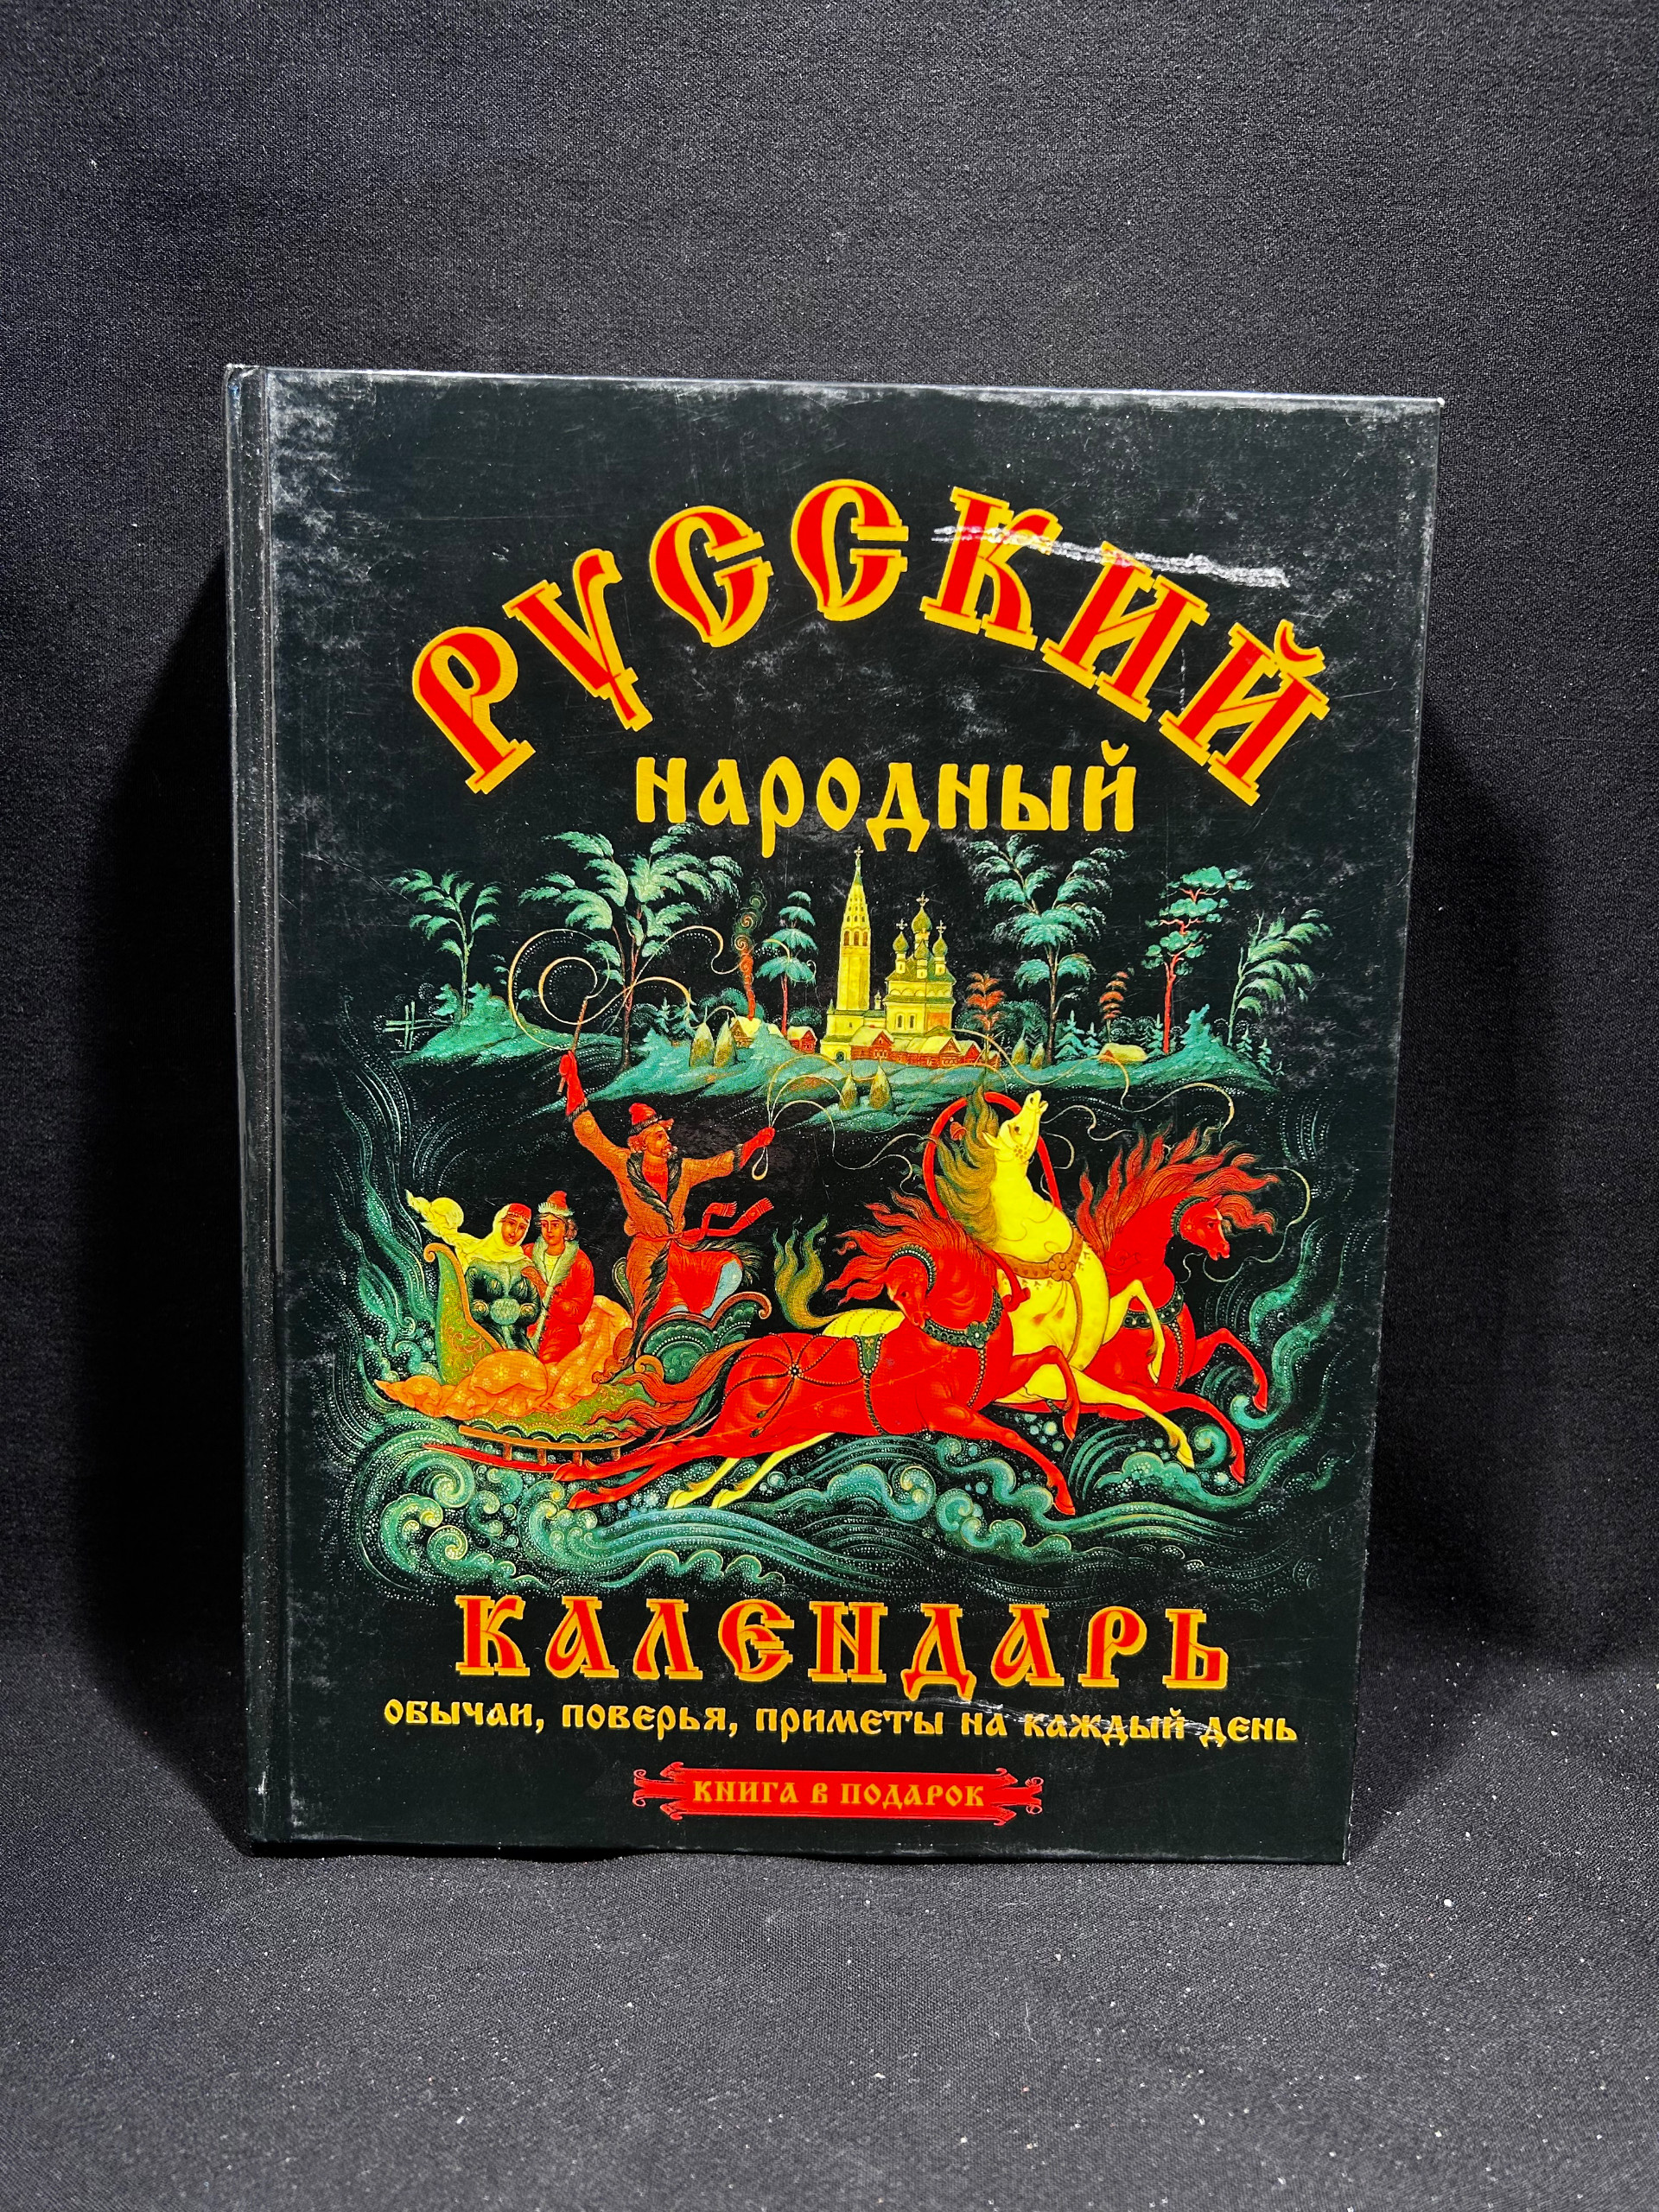 РУССКИЙ
народный
КАЛЕНДАРЬ
ОБЫЧАИ, ПОВЕРЬЯ, ПРИМЕТЫ НА КАЖДЫЙ ДЕНЬ
КНИГА В ПОДАРОК